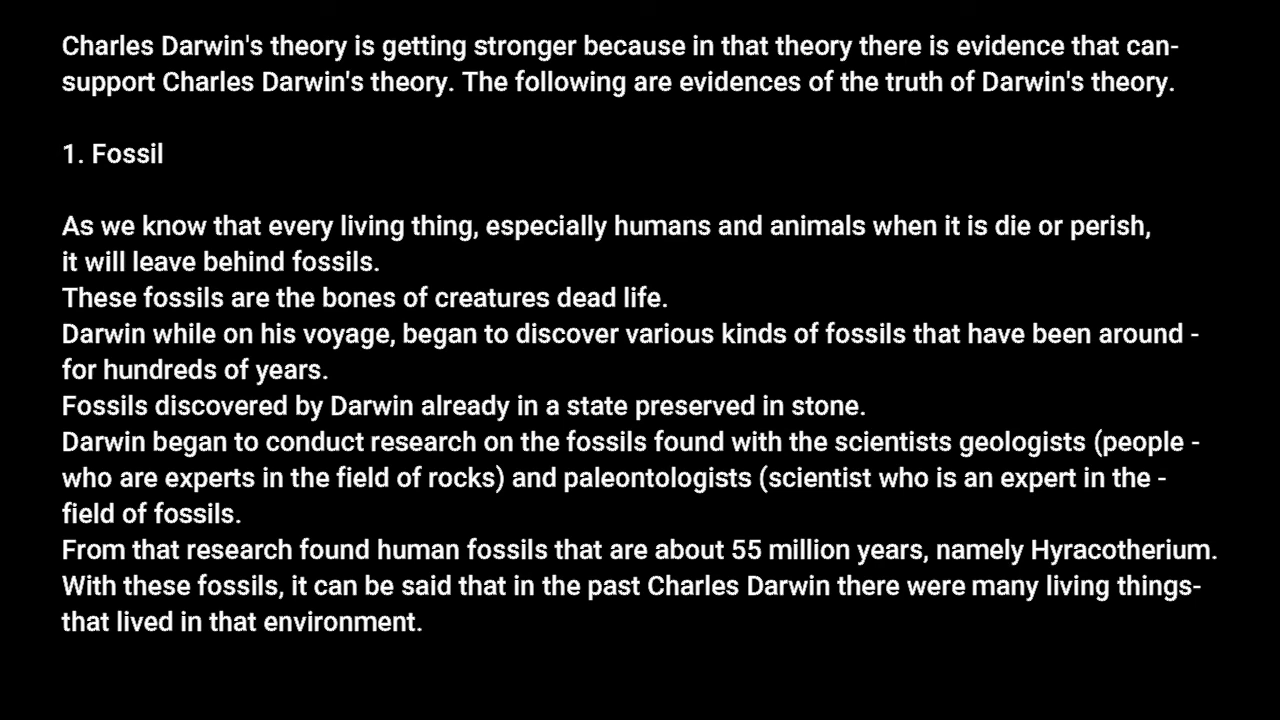 Charles Darwin's theory is getting stronger because in that theory there is evidence that can-
support Charles Darwin's theory. The following are evidences of the truth of Darwin's theory.
1. Fossil
As we know that every living thing, especially humans and animals when it is die or perish,
it will leave behind fossils.
These fossils are the bones of creatures dead life.
Darwin while on his voyage, began to discover various kinds of fossils that have been around -
for hundreds of years.
Fossils discovered by Darwin already in a state preserved in stone.
Darwin began to conduct research on the fossils found with the scientists geologists (people -
who are experts in the field of rocks) and paleontologists (scientist who is an expert in the -
field of fossils.
From that research found human fossils that are about 55 million years, namely Hyracotherium.
With these fossils, it can be said that in the past Charles Darwin there were many living things-
that lived in that environment.